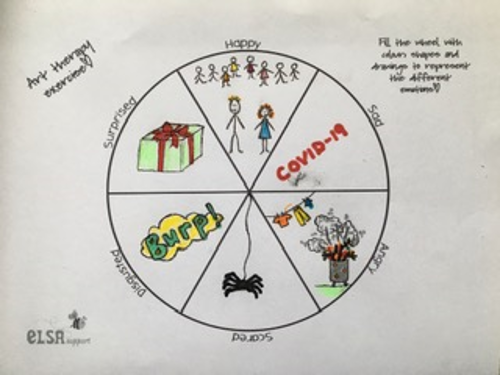 Art therapy
exercise!
Fill the wheel with
colour shapes and
drawings to represent
the different
emotions!
Happy
Sad
Angry
Scared
Disgusted
Surprised
COVID-19
Burp!
ELSA support